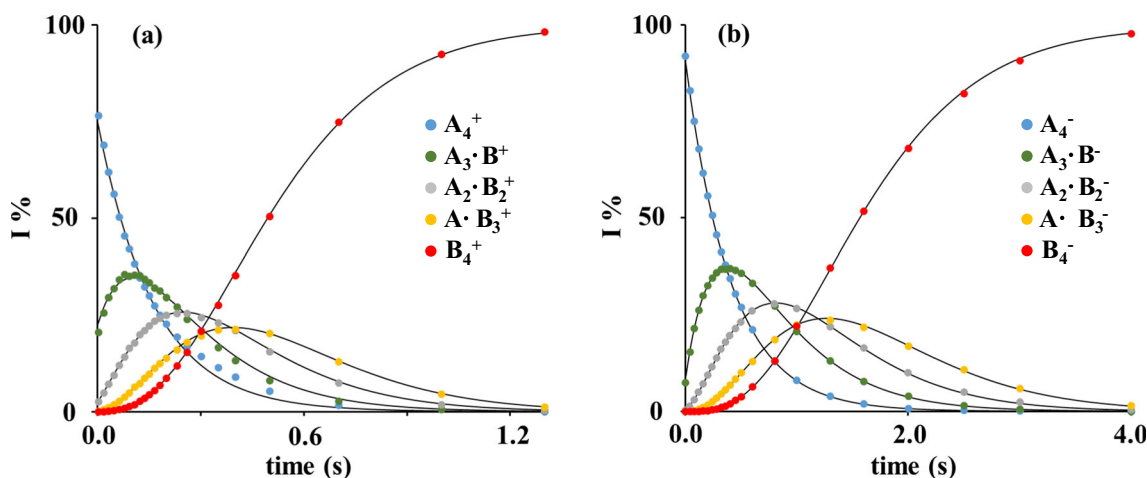 (a)
100
50
0
I %
0.0
0.6
1.2
time (s)
A₄⁺
A₃·B⁺
A₂·B₂⁺
A· B₃⁺
B₄⁺
(b)
100
50
0
I %
0.0
2.0
4.0
time (s)
A₄⁻
A₃·B⁻
A₂·B₂⁻
A· B₃⁻
B₄⁻